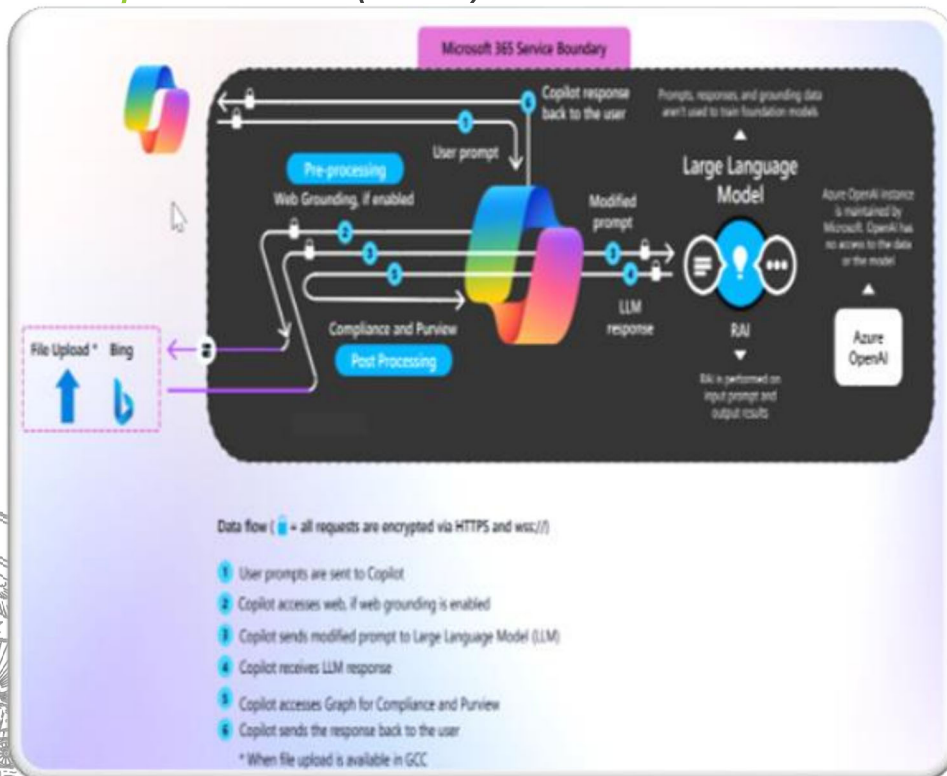 Microsoft 365 Service Boundary
Copilot response
back to the user
User prompt
Pre-processing
Web Grounding, if enabled
Modified
prompt
Prompts, responses, and grounding data
aren't used to train foundation models
Large Language
Model
Azure OpenAI instance
is maintained by
Microsoft. OpenAI has
no access to the data
or the model
LLM
response
Compliance and Purview
Post Processing
RAI
RAI is performed on
input prompt and
output results
Azure
OpenAI
File Upload * Bing
Data flow ( = all requests are encrypted via HTTPS and wss://)
1 User prompts are sent to Copilot
2 Copilot accesses web, if web grounding is enabled
3 Copilot sends modified prompt to Large Language Model (LLM)
4 Copilot receives LLM response
5 Copilot accesses Graph for Compliance and Purview
6 Copilot sends the response back to the user
* When file upload is available in GCC